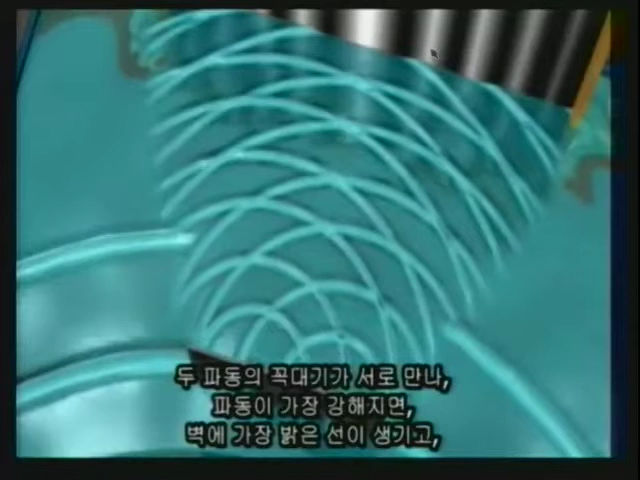 두 파동의 꼭대기가 서로 만나,
파동이 가장 강해지면,
벽에 가장 밝은 선이 생기고,